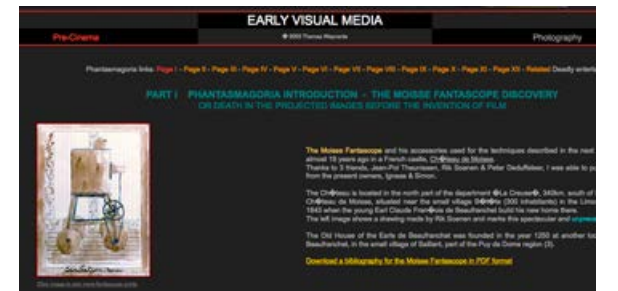 EARLY VISUAL MEDIA
Pre-Cinema
© 2003 Thomas Weynants
Photography
Phantasmagoria links: Page I - Page II - Page III - Page IV - Page V - Page VI - Page VII - Page VIII - Page IX - Page X - Page XI - Page XII - Related Deadly enterta
PART I PHANTASMAGORIA INTRODUCTION - THE MOISSE FANTASCOPE DISCOVERY
OR DEATH IN THE PROJECTED IMAGES BEFORE THE INVENTION OF FILM
The Moisse Fantascope and his accessories used for the techniques described in the next
almost 18 years ago in a French castle, Ch�teau de Moisse.
Thanks to 3 friends, Jean-Pol Theunissen, Rik Soenen & Peter Deduffeleer, I was able to pu
from the present owners, Ignase & Simon.
The Ch�teau is located in the north part of the department �La Creuse�, 340km. south of
Ch�teau de Moisse, situated near the small village B�t�te (300 inhabitants) in the Limo
1843 when the young Earl Claude Fran�ois de Beaufranchet build his new home there.
The left image shows a drawing made by Rik Soenen and marks this spectacular and
The Old House of the Earls de Beaufranchet was founded in the year 1250 at another loc
Beaufranchet, in the small village of Saillant, part of the Puy de Dome region (3).
Download a bibliography for the Moisse Fantascope in PDF format